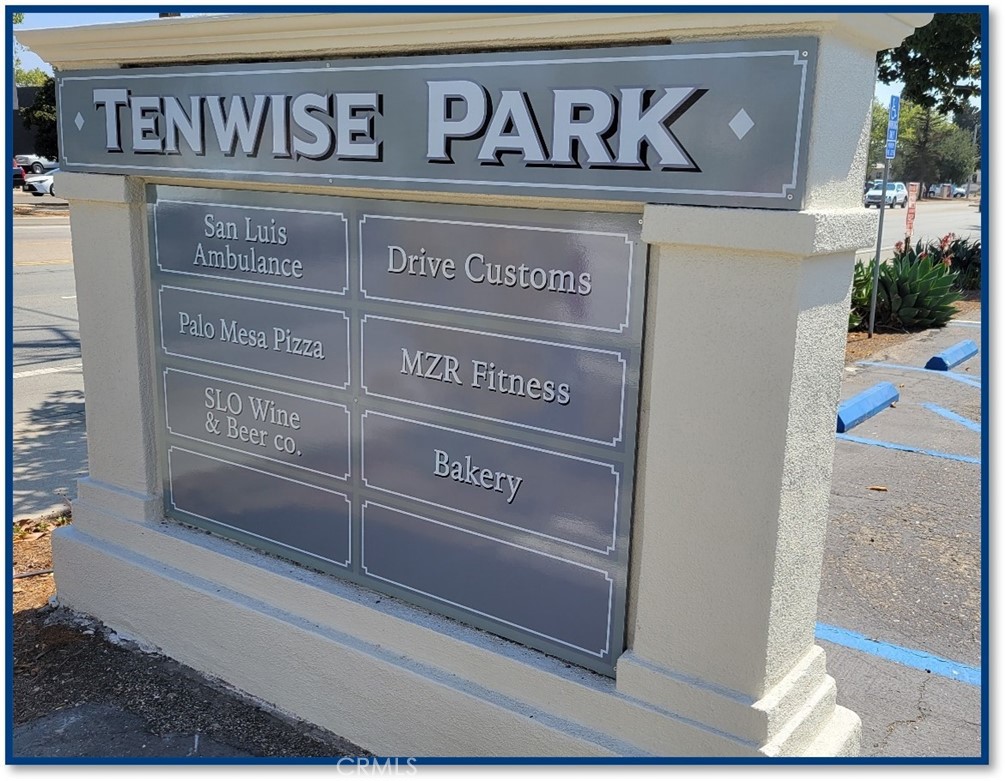 TENWISE PARK
San Luis
Ambulance
Drive Customs
Palo Mesa Pizza
MZR Fitness
SLO Wine
& Beer co.
Bakery
CRMLS